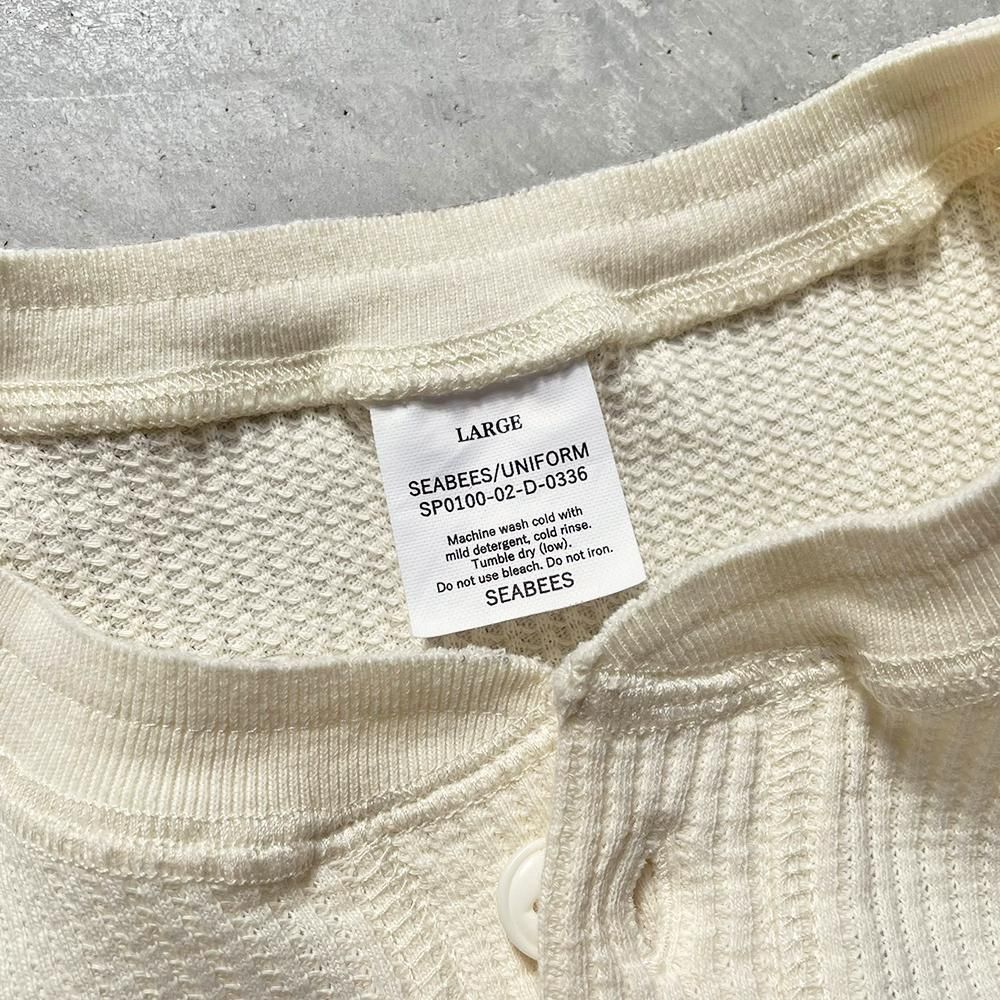 LARGE
SEABEES/UNIFORM
SP0100-02-D-0336
Machine wash cold with
mild detergent, cold rinse.
Tumble dry (low).
Do not use bleach. Do not iron.
SEABEES